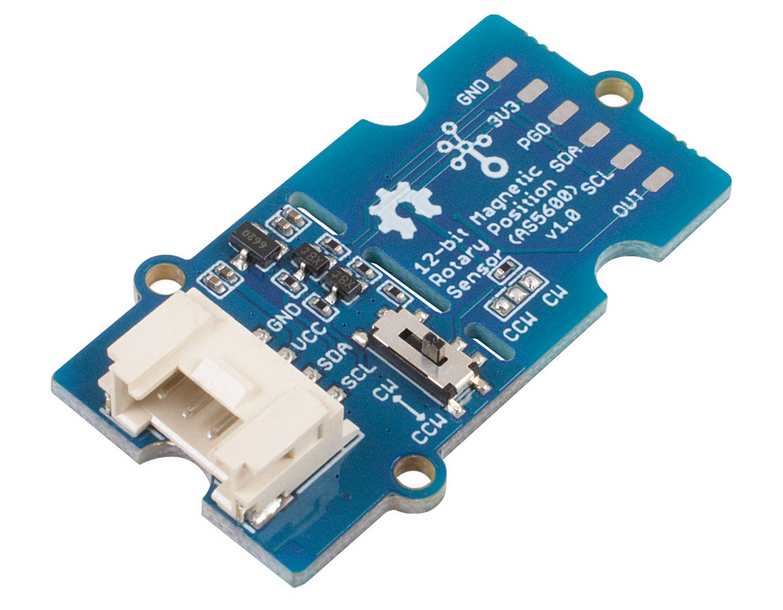 GND
3V3
PGO
SDA
SCL
OUT
12-bit Magnetic
Rotary Position
Sensor (AS5600)
v1.0
CCW CW
GND
VCC
SDA
SCL
CW
CCW